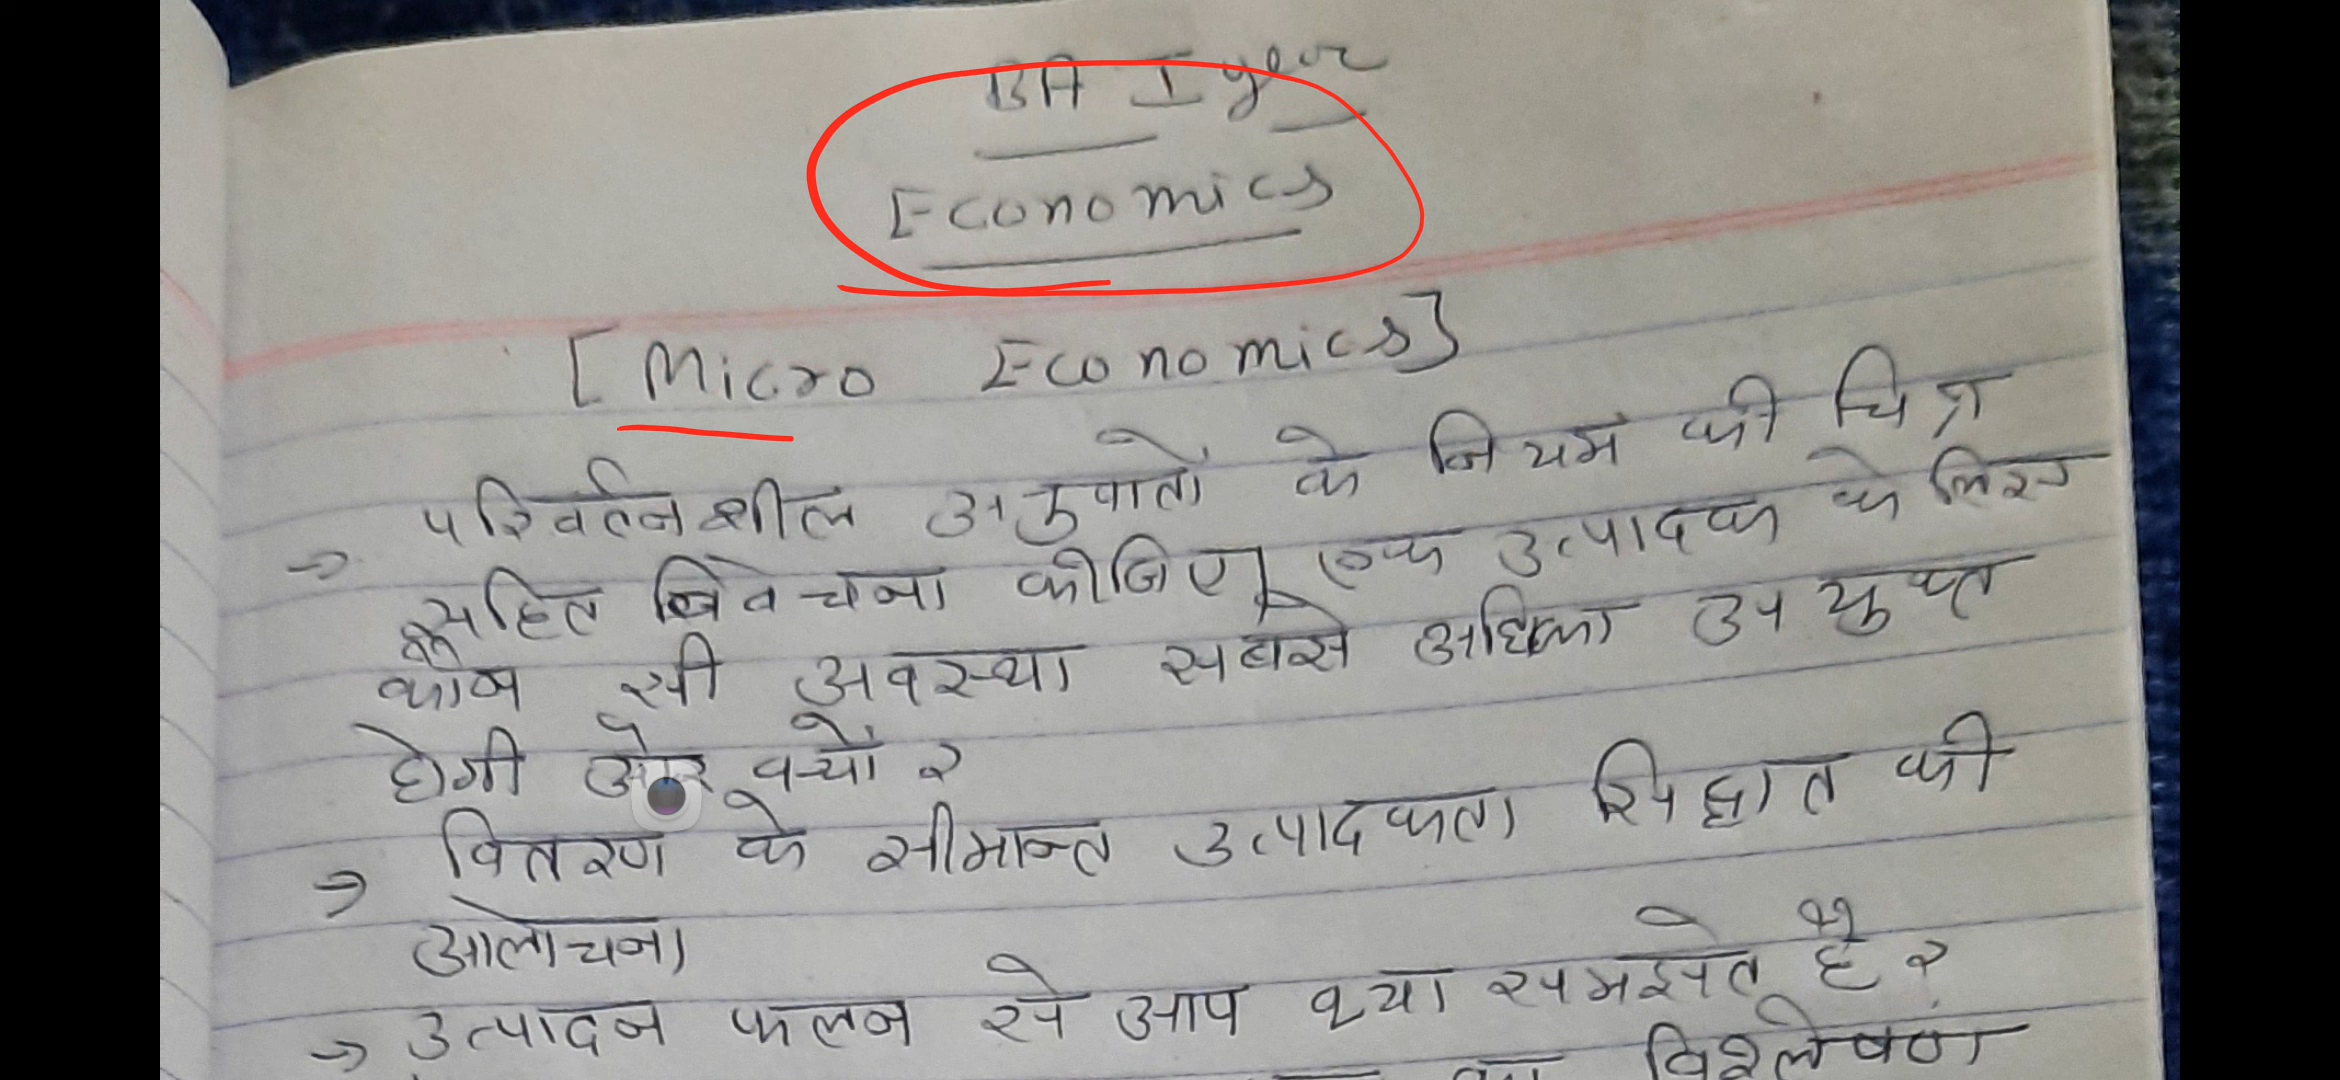 BA I year
Economics
[Micro Economics]
परिवर्तनशील अनुपातों के नियम की चित्र
→ सहित विवेचना कीजिए। एक उत्पादक के लिए
कौन सी अवस्था सबसे अधिक उपयुक्त
होगी और क्यों ?
→ वितरण के सीमान्त उत्पादकता सिद्धांत की
आलोचना
→ उत्पादन फलन से आप क्या समझते है ?
विश्लेषण